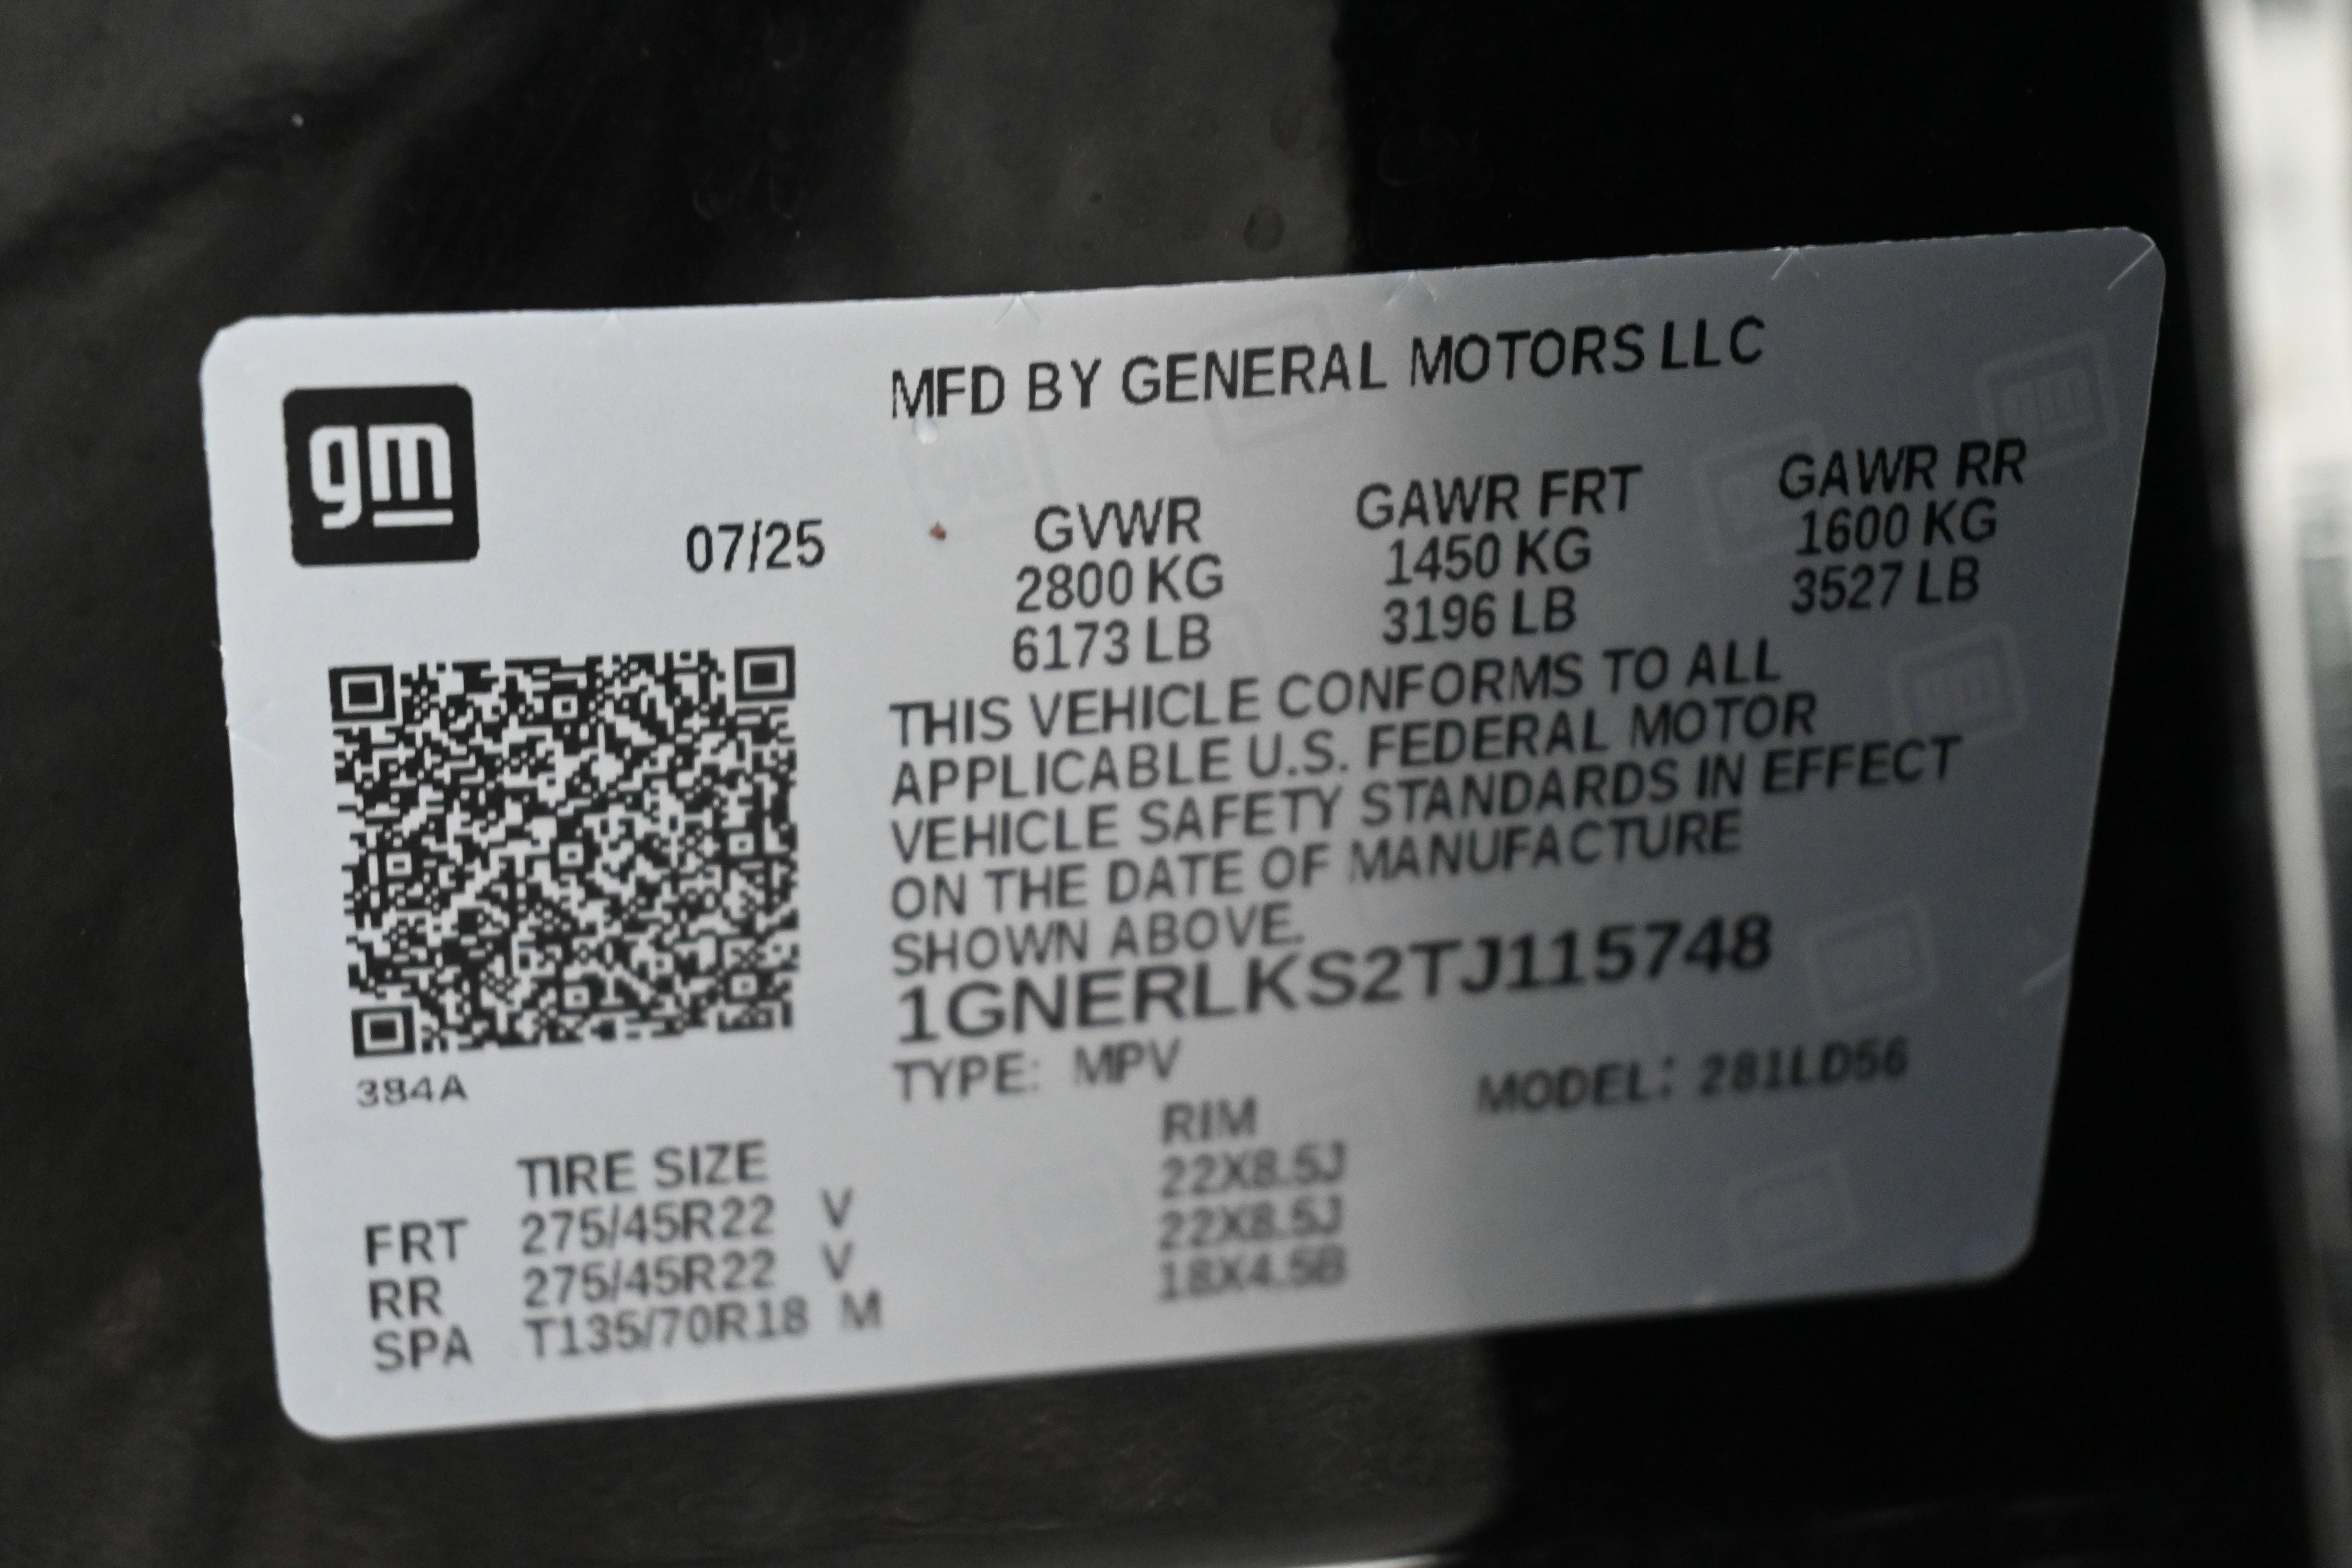 gm
MFD BY GENERAL MOTORS LLC
07/25
GVWR GAWR FRT GAWR RR
2800 KG 1450 KG 1600 KG
6173 LB 3196 LB 3527 LB
THIS VEHICLE CONFORMS TO ALL
APPLICABLE U.S. FEDERAL MOTOR
VEHICLE SAFETY STANDARDS IN EFFECT
ON THE DATE OF MANUFACTURE
SHOWN ABOVE.
1GNERLKS2TJ115748
384A
TYPE: MPV MODEL: 281LD56
TIRE SIZE RIM
FRT 275/45R22 V 22X8.5J
RR 275/45R22 V 22X8.5J
SPA T135/70R18 M 18X4.5B